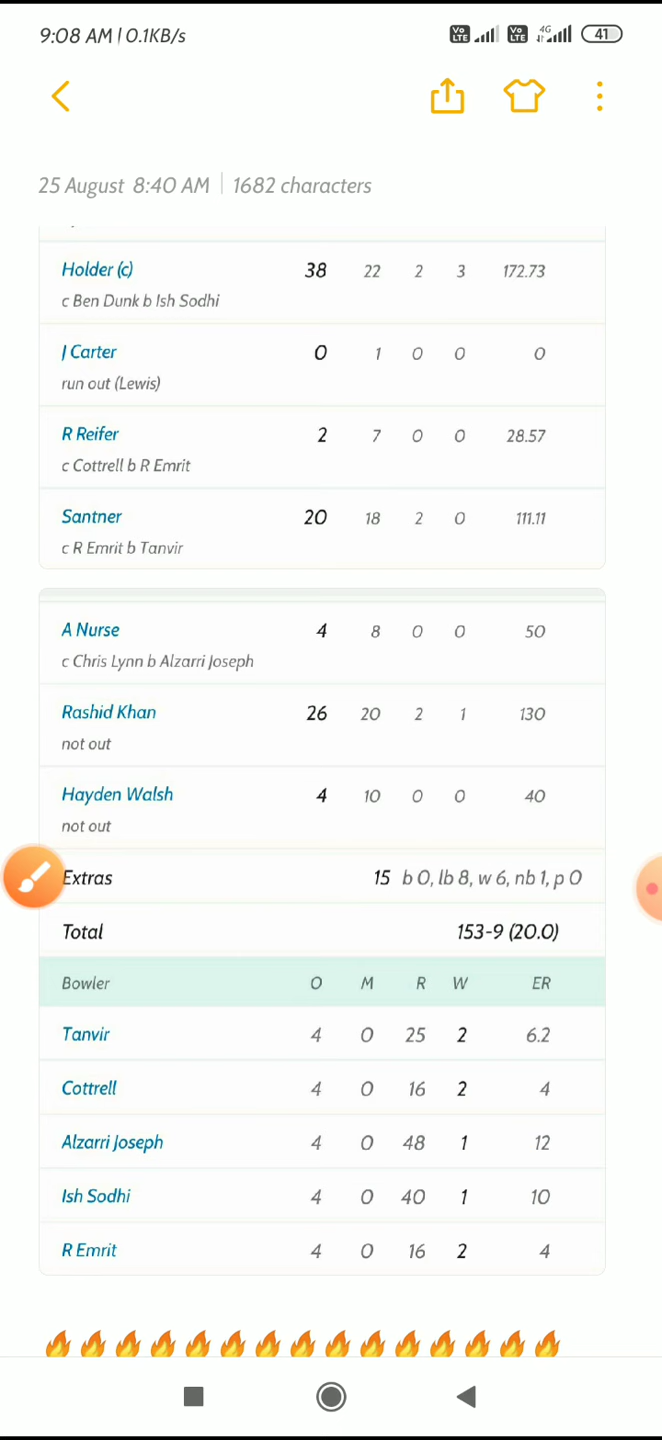 9:08 AM | 0.1KB/s Vo LTE Vo LTE 4G 41
25 August 8:40 AM | 1682 characters
Holder (c) 38 22 2 3 172.73
c Ben Dunk b Ish Sodhi
J Carter 0 1 0 0 0
run out (Lewis)
R Reifer 2 7 0 0 28.57
c Cottrell b R Emrit
Santner 20 18 2 0 111.11
c R Emrit b Tanvir
A Nurse 4 8 0 0 50
c Chris Lynn b Alzarri Joseph
Rashid Khan 26 20 2 1 130
not out
Hayden Walsh 4 10 0 0 40
not out
Extras 15 b 0, lb 8, w 6, nb 1, p 0
Total 153-9 (20.0)
Bowler O M R W ER
Tanvir 4 0 25 2 6.2
Cottrell 4 0 16 2 4
Alzarri Joseph 4 0 48 1 12
Ish Sodhi 4 0 40 1 10
R Emrit 4 0 16 2 4